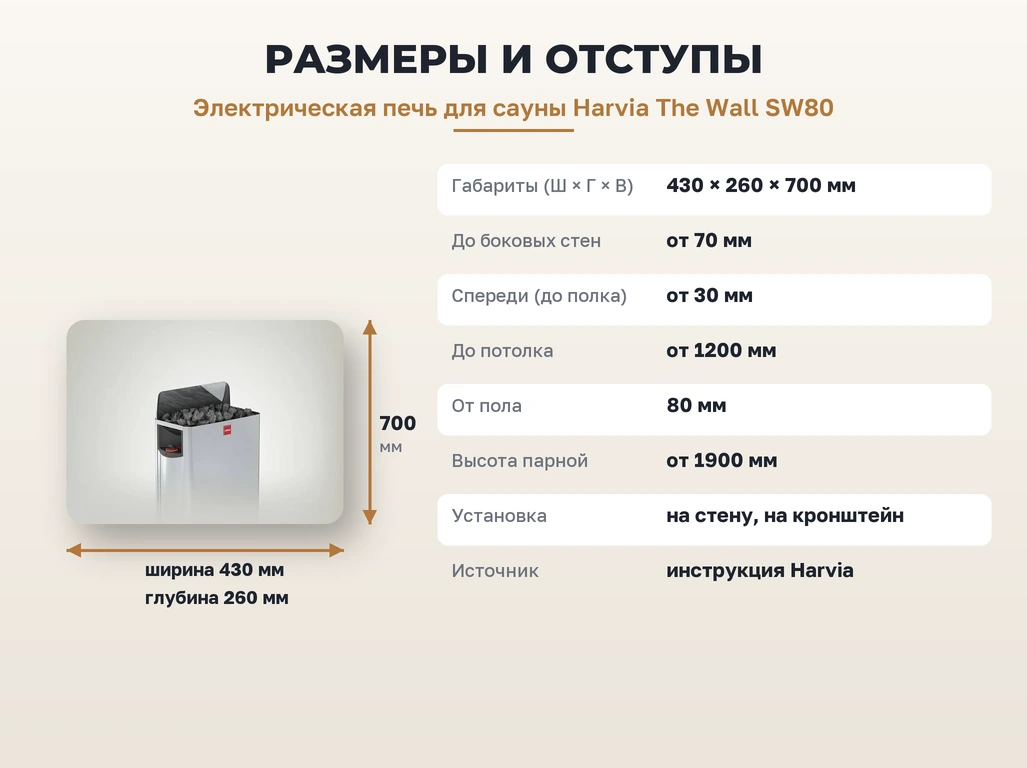 РАЗМЕРЫ И ОТСТУПЫ
Электрическая печь для сауны Harvia The Wall SW80
Габариты (Ш × Г × В) 430 × 260 × 700 мм
До боковых стен от 70 мм
Спереди (до полка) от 30 мм
До потолка от 1200 мм
От пола 80 мм
Высота парной от 1900 мм
Установка на стену, на кронштейн
Источник инструкция Harvia
700
мм
ширина 430 мм
глубина 260 мм